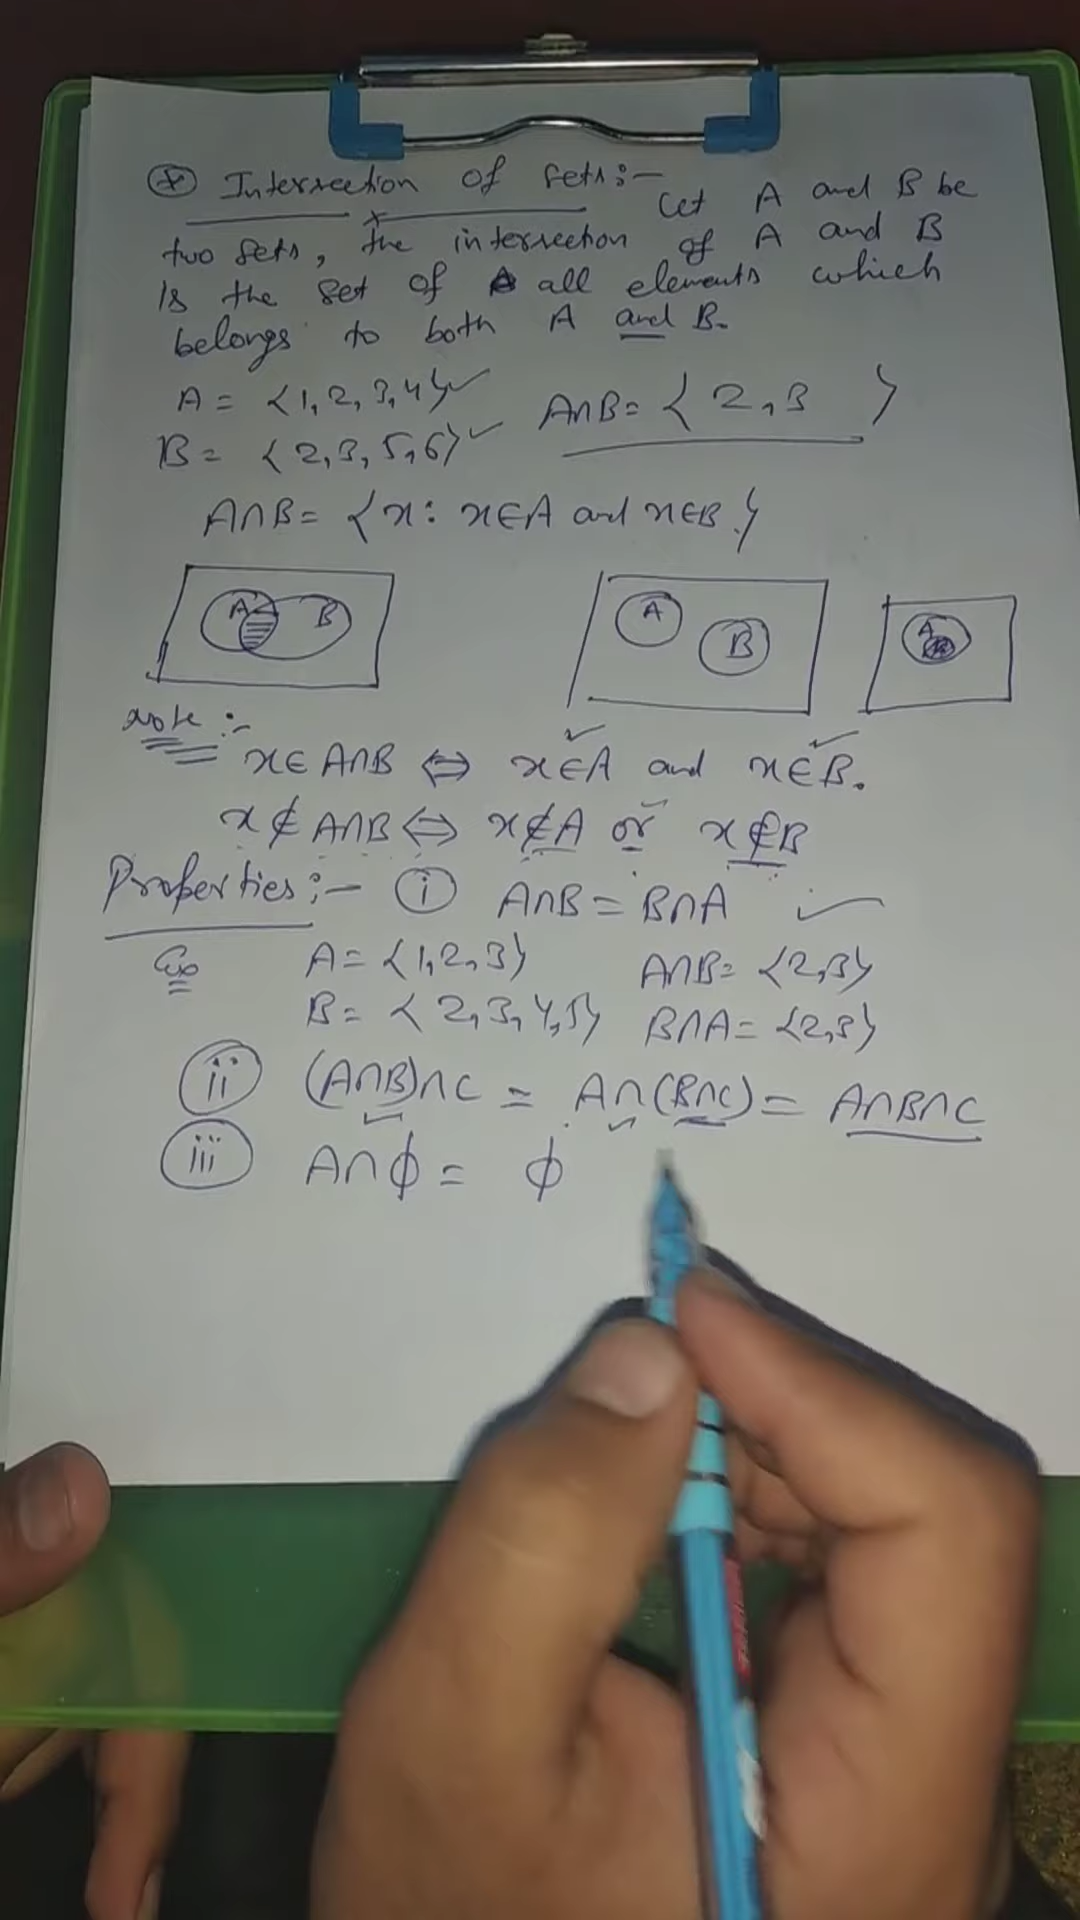 * Intersection of sets:-
Let A and B be
two sets, the intersection of A and B
is the set of all elements which
belongs to both A and B.
A = {1, 2, 3, 4} ✓
A∩B = { 2, 3 }
B = {2, 3, 5, 6} ✓
A∩B = {x : x∈A and x∈B.}
A B
A
B
A
B
Note :-
x∈A∩B ⇔ x∈A and x∈B.
x∉A∩B ⇔ x∉A or x∉B
Properties :- (i) A∩B = B∩A ✓
A = {1, 2, 3} A∩B = {2, 3}
B = {2, 3, 4, 5} B∩A = {2, 3}
(ii) (A∩B)∩C = A∩(B∩C) = A∩B∩C
(iii) A∩ϕ = ϕ